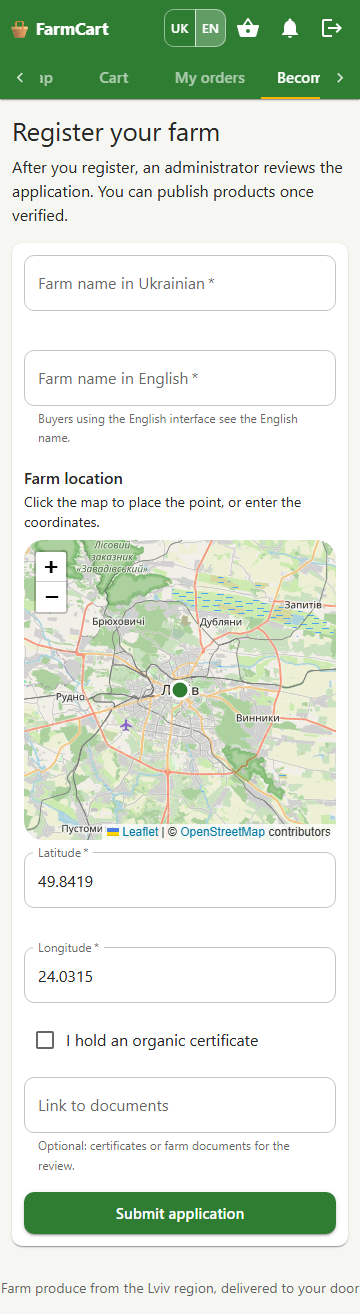 FarmCart
UK
EN
Cart
My orders
Becom
Register your farm
After you register, an administrator reviews the
application. You can publish products once
verified.
Farm name in Ukrainian *
Farm name in English *
Buyers using the English interface see the English
name.
Farm location
Click the map to place the point, or enter the
coordinates.
+
−
Лісовий
заказник
«Завадівський»
Запитів
Брюховичі
Дубляни
Рудно
Винники
Пустоми
Leaflet | © OpenStreetMap contributors
Latitude *
49.8419
Longitude *
24.0315
I hold an organic certificate
Link to documents
Optional: certificates or farm documents for the
review.
Submit application
Farm produce from the Lviv region, delivered to your door